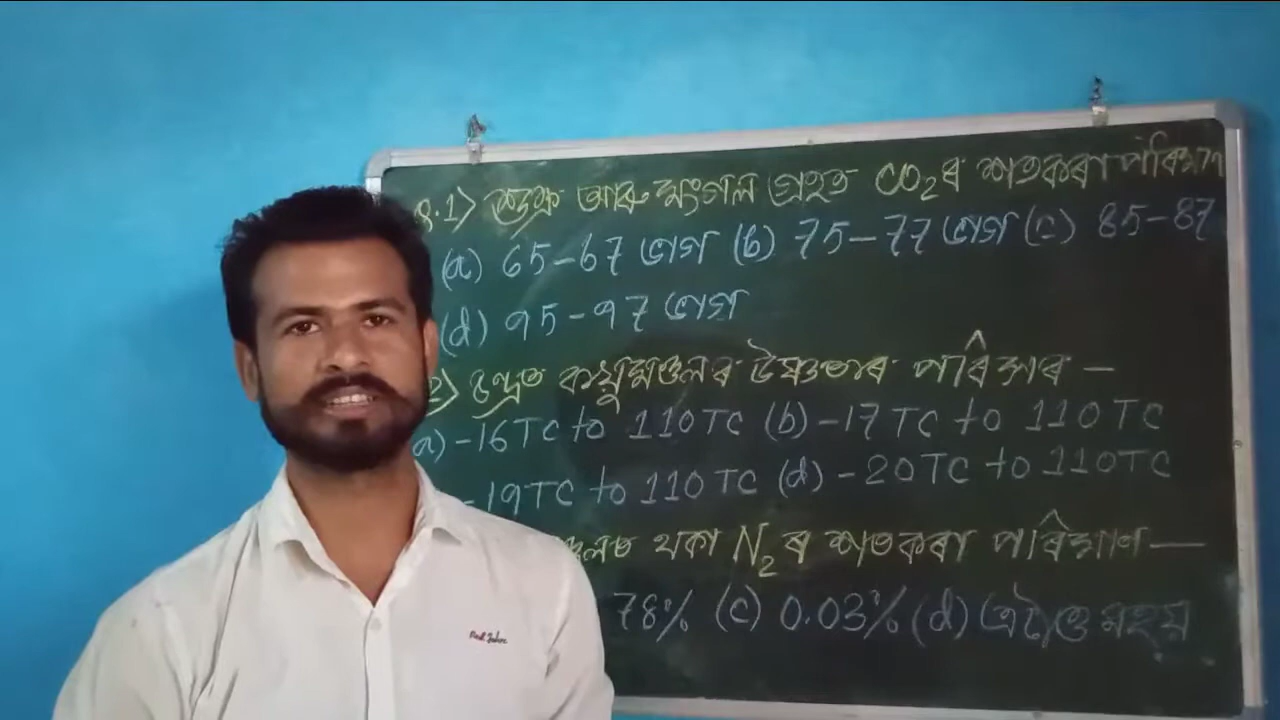 Q.1) শুক্ৰ আৰু মংগল গ্ৰহত CO₂ৰ শতকৰা পৰিমাণ
(a) 65-67 ভাগ (b) 75-77 ভাগ (c) 85-87
(d) 95-97 ভাগ
2) চন্দ্ৰত বায়ুমণ্ডলৰ উষ্ণতাৰ পৰিসৰ -
a) -16TC to 110TC (b) -17TC to 110TC
-19TC to 110TC (d) -20TC to 110TC
থকা N₂ৰ শতকৰা পৰিমাণ -
78% (c) 0.03% (d) এটাও নহয়